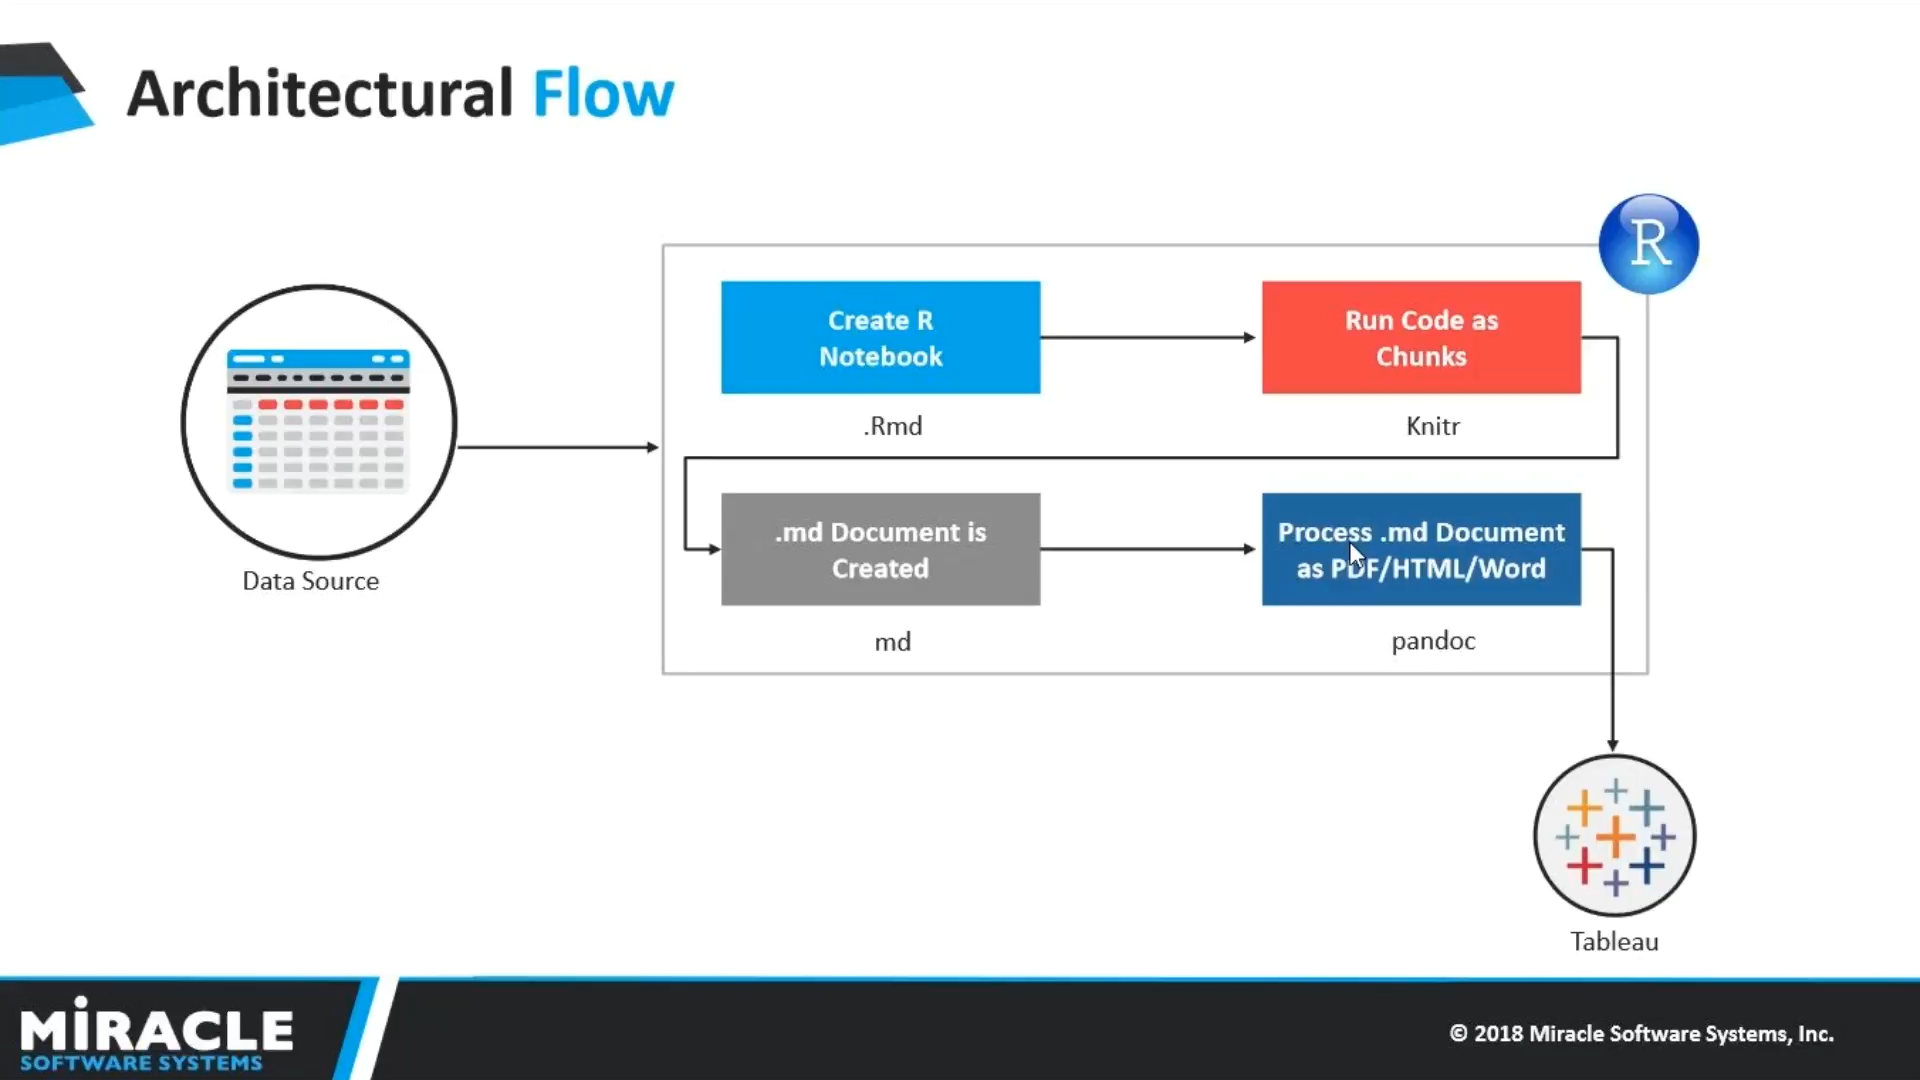 Architectural Flow
R
Create R
Notebook
Run Code as
Chunks
.Rmd
Knitr
.md Document is
Created
Process .md Document
as PDF/HTML/Word
Data Source
md
pandoc
Tableau
MiRACLE
SOFTWARE SYSTEMS
© 2018 Miracle Software Systems, Inc.